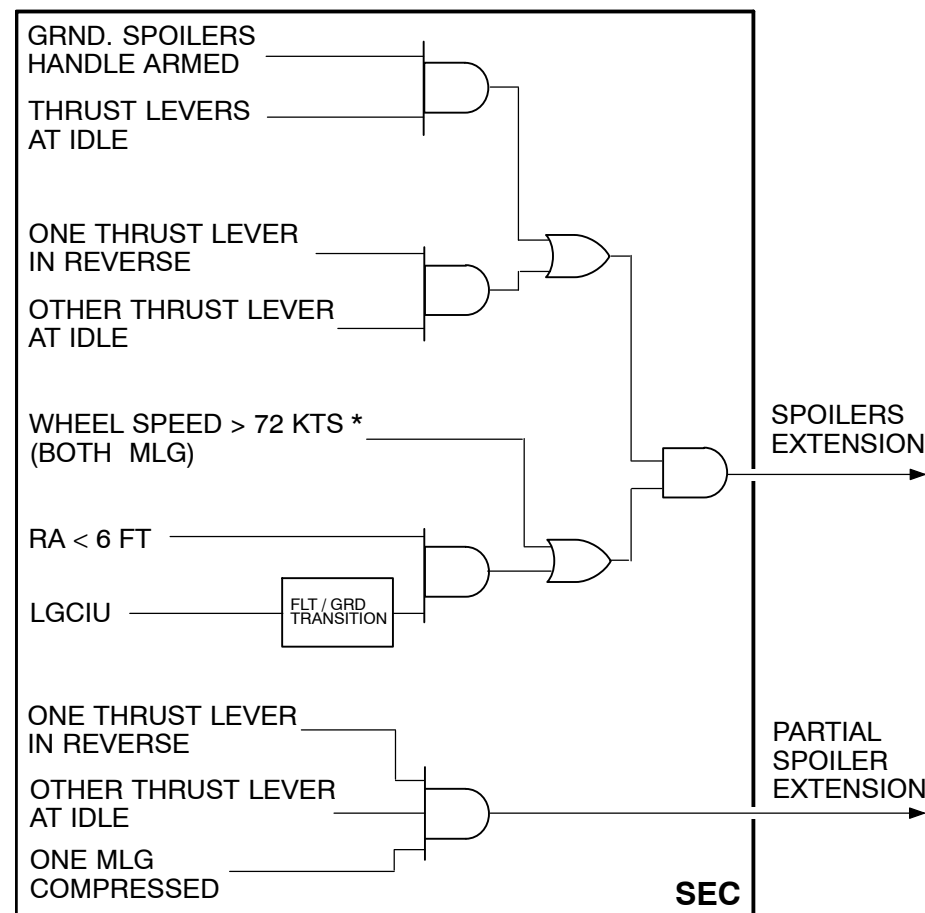 GRND. SPOILERS
HANDLE ARMED
THRUST LEVERS
AT IDLE
ONE THRUST LEVER
IN REVERSE
OTHER THRUST LEVER
AT IDLE
WHEEL SPEED > 72 KTS *
(BOTH MLG)
RA < 6 FT
LGCIU
FLT / GRD
TRANSITION
SPOILERS
EXTENSION
ONE THRUST LEVER
IN REVERSE
OTHER THRUST LEVER
AT IDLE
ONE MLG
COMPRESSED
PARTIAL
SPOILER
EXTENSION
SEC